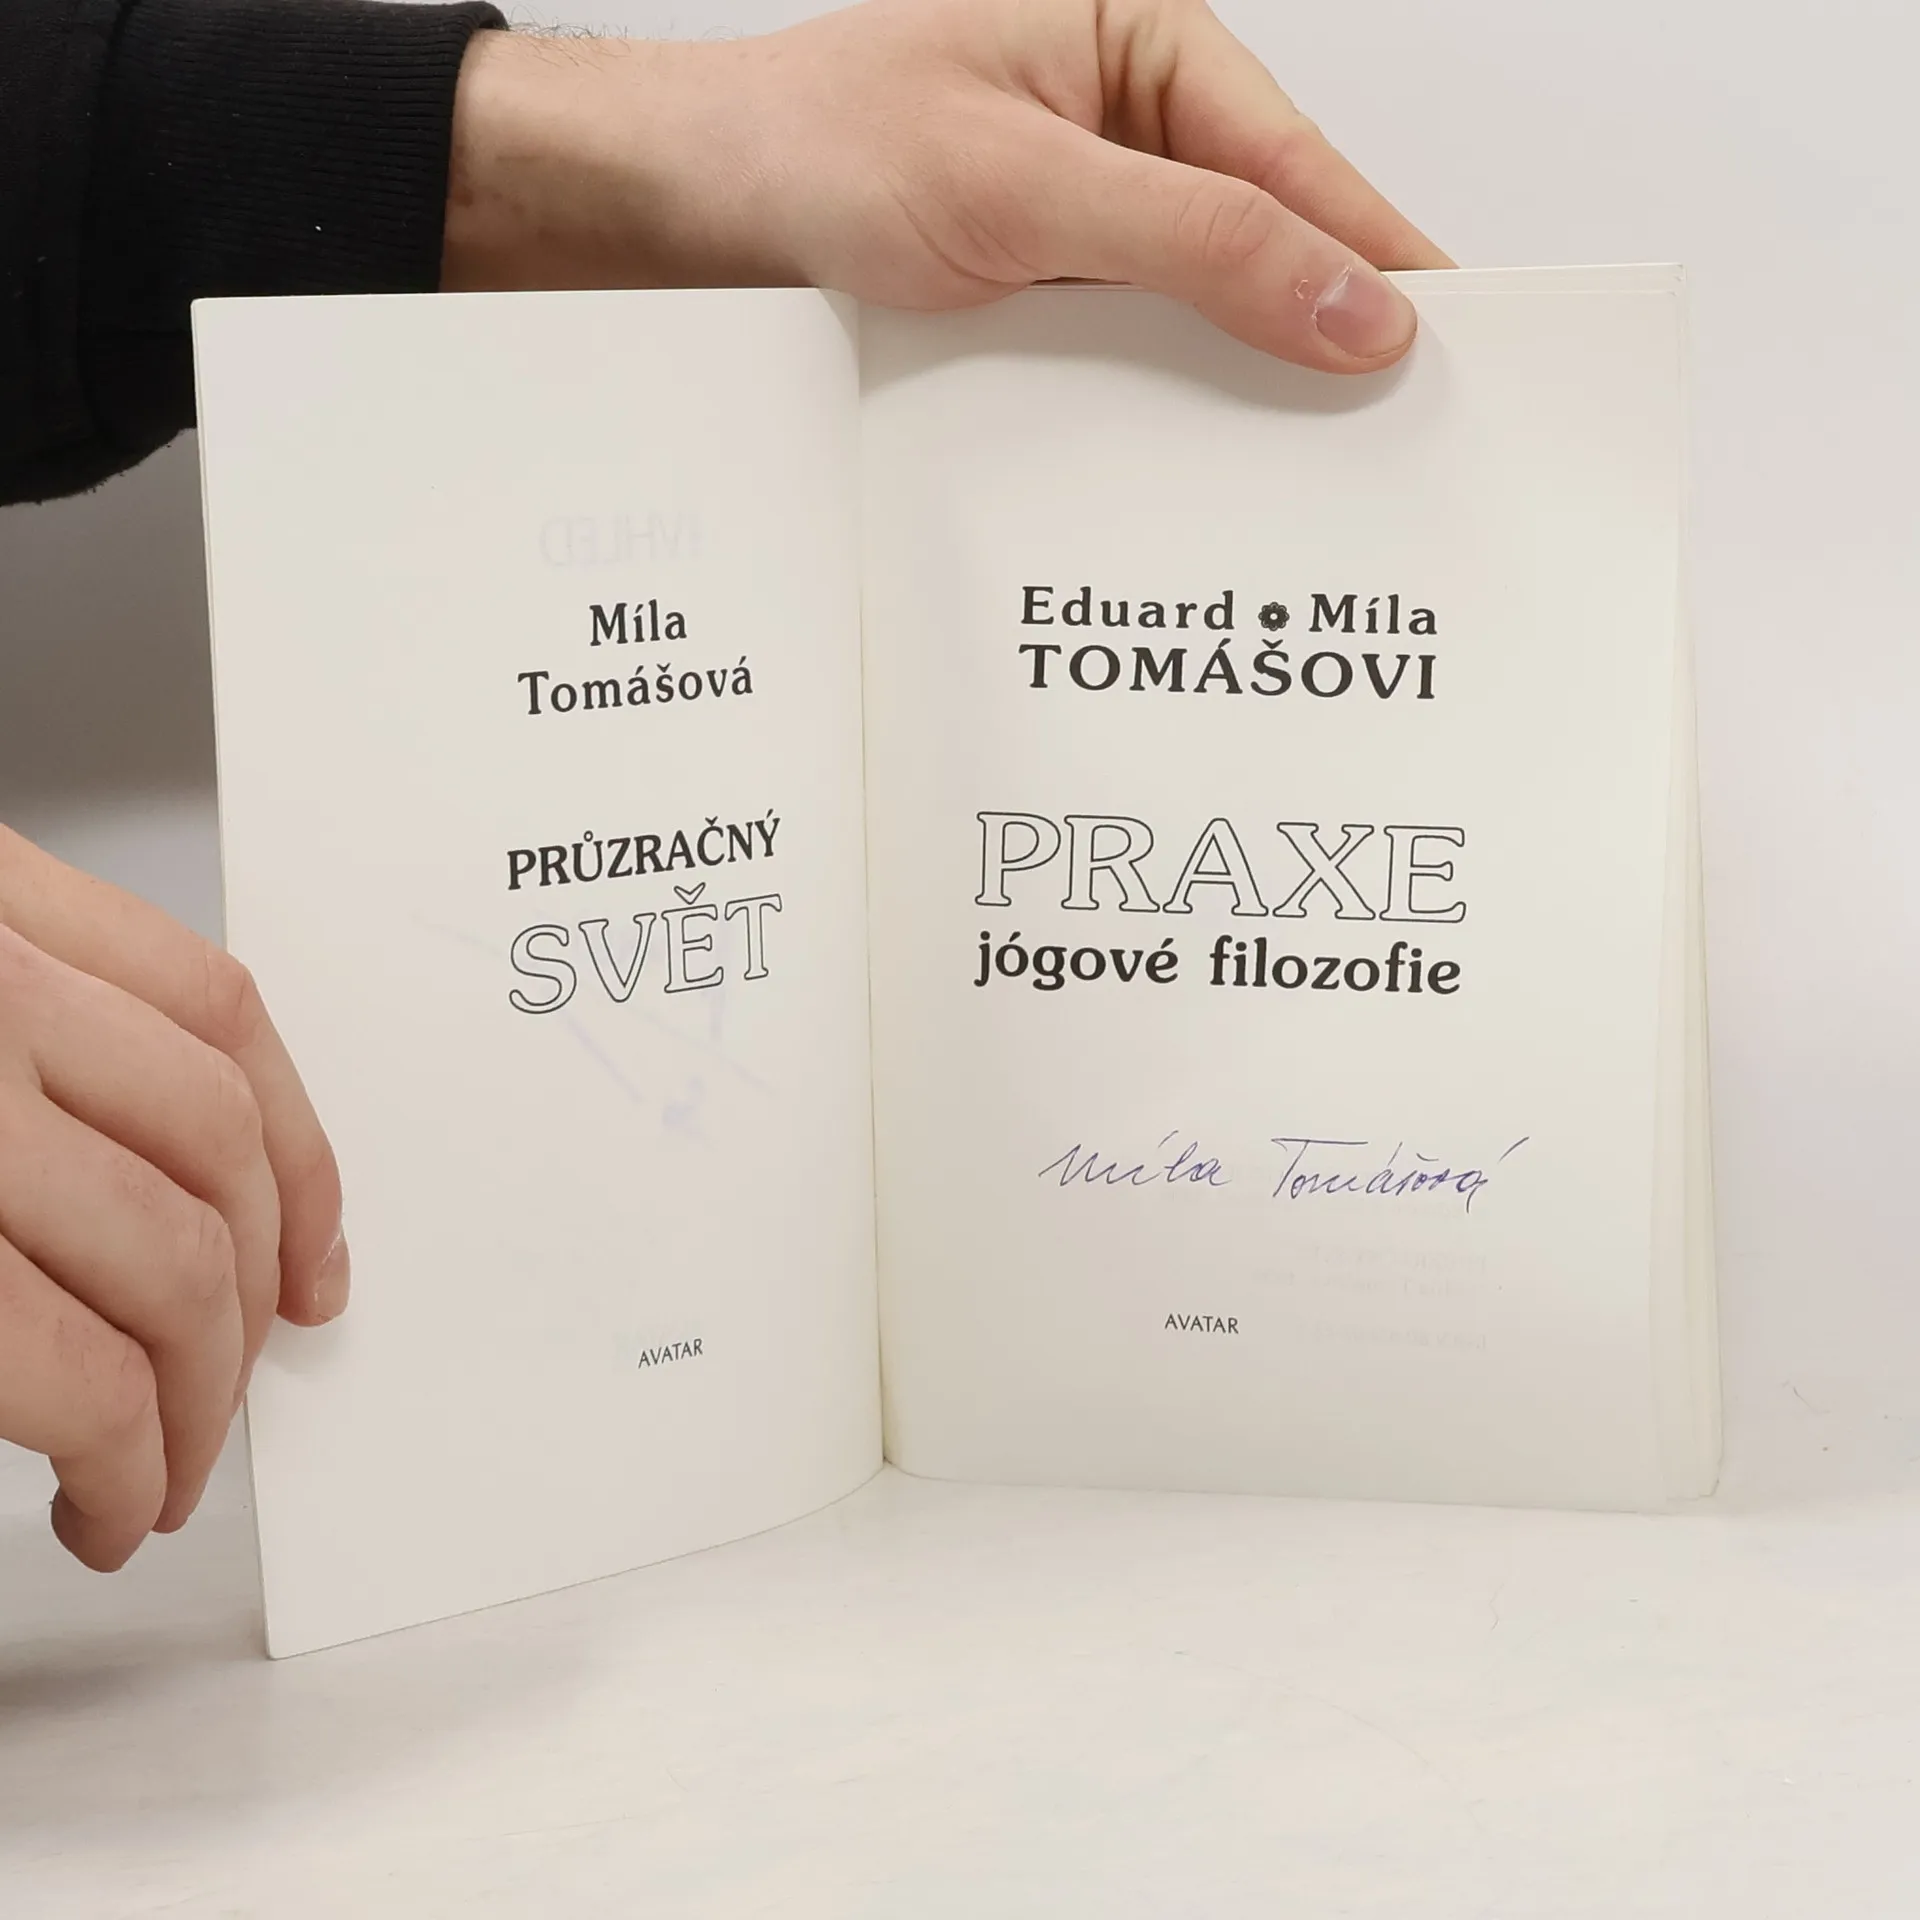 Míla
Tomášová
PRŮZRAČNÝ
SVĚT
AVATAR
Eduard Míla
TOMÁŠOVI
PRAXE
jógové filozofie
Míla Tomášová
AVATAR